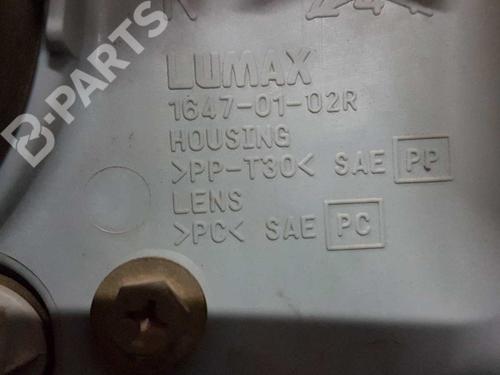 B-PARTS
LUMAX
1647-01-02R
HOUSING
>PP-T30< SAE PP
LENS
>PC< SAE PC